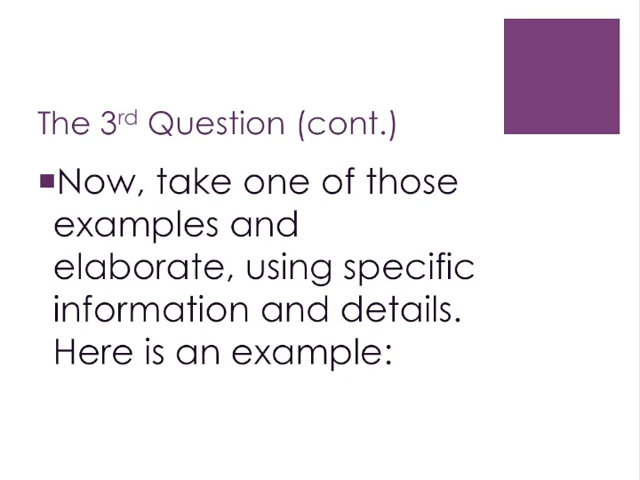 The 3rd Question (cont.)
Now, take one of those
examples and
elaborate, using specific
information and details.
Here is an example: